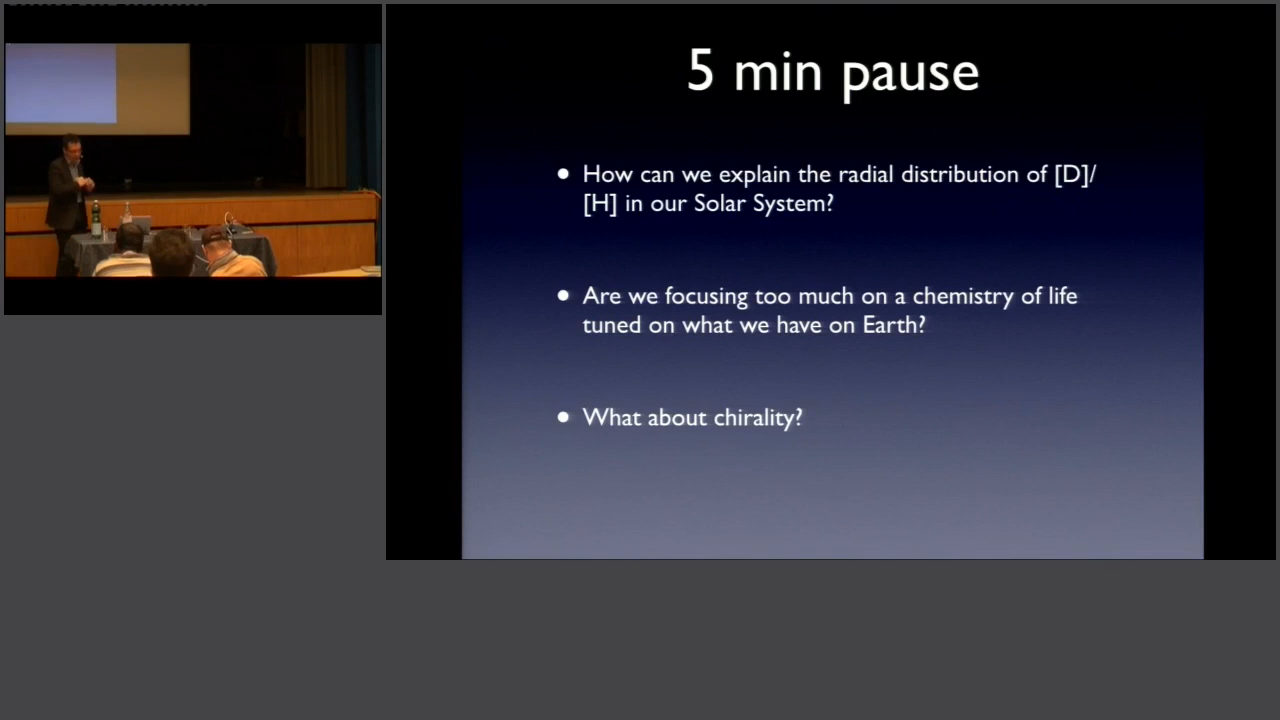 5 min pause
• How can we explain the radial distribution of [D]/
[H] in our Solar System?
• Are we focusing too much on a chemistry of life
tuned on what we have on Earth?
• What about chirality?